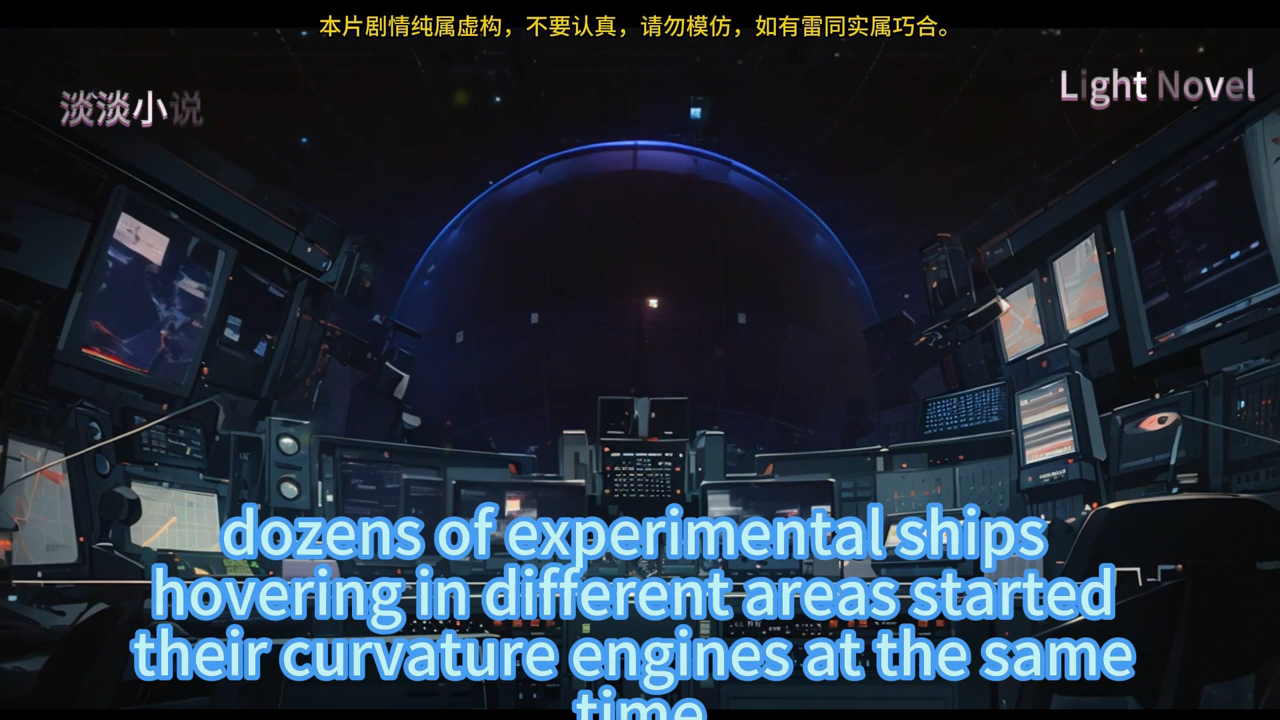 本片剧情纯属虚构，不要认真，请勿模仿，如有雷同实属巧合。
淡淡小说
Light Novel
dozens of experimental ships
hovering in different areas started
their curvature engines at the same
time